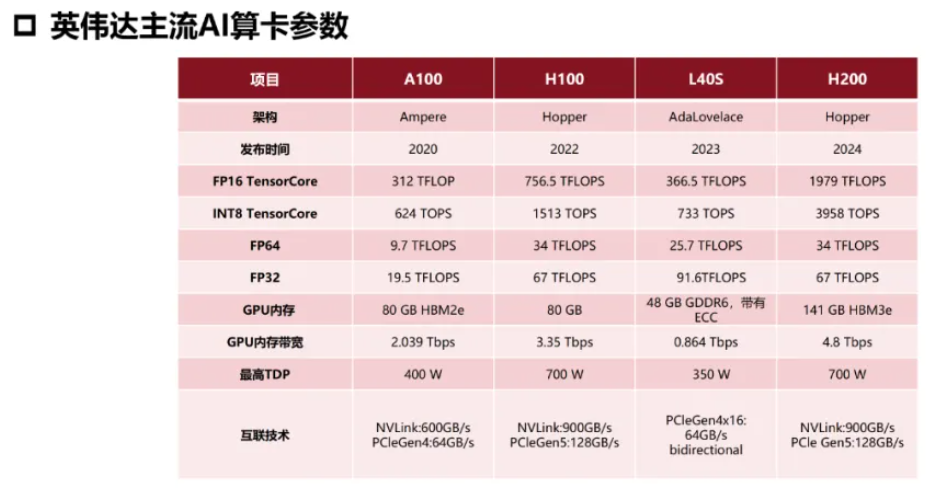 英伟达主流AI算卡参数
项目 A100 H100 L40S H200
架构 Ampere Hopper AdaLovelace Hopper
发布时间 2020 2022 2023 2024
FP16 TensorCore 312 TFLOP 756.5 TFLOPS 366.5 TFLOPS 1979 TFLOPS
INT8 TensorCore 624 TOPS 1513 TOPS 733 TOPS 3958 TOPS
FP64 9.7 TFLOPS 34 TFLOPS 25.7 TFLOPS 34 TFLOPS
FP32 19.5 TFLOPS 67 TFLOPS 91.6TFLOPS 67 TFLOPS
GPU内存 80 GB HBM2e 80 GB 48 GB GDDR6，带有 ECC 141 GB HBM3e
GPU内存带宽 2.039 Tbps 3.35 Tbps 0.864 Tbps 4.8 Tbps
最高TDP 400 W 700 W 350 W 700 W
互联技术 NVLink:600GB/s PCIeGen4:64GB/s NVLink:900GB/s PCIeGen5:128GB/s PCIeGen4x16: 64GB/s bidirectional NVLink:900GB/s PCIe Gen5:128GB/s